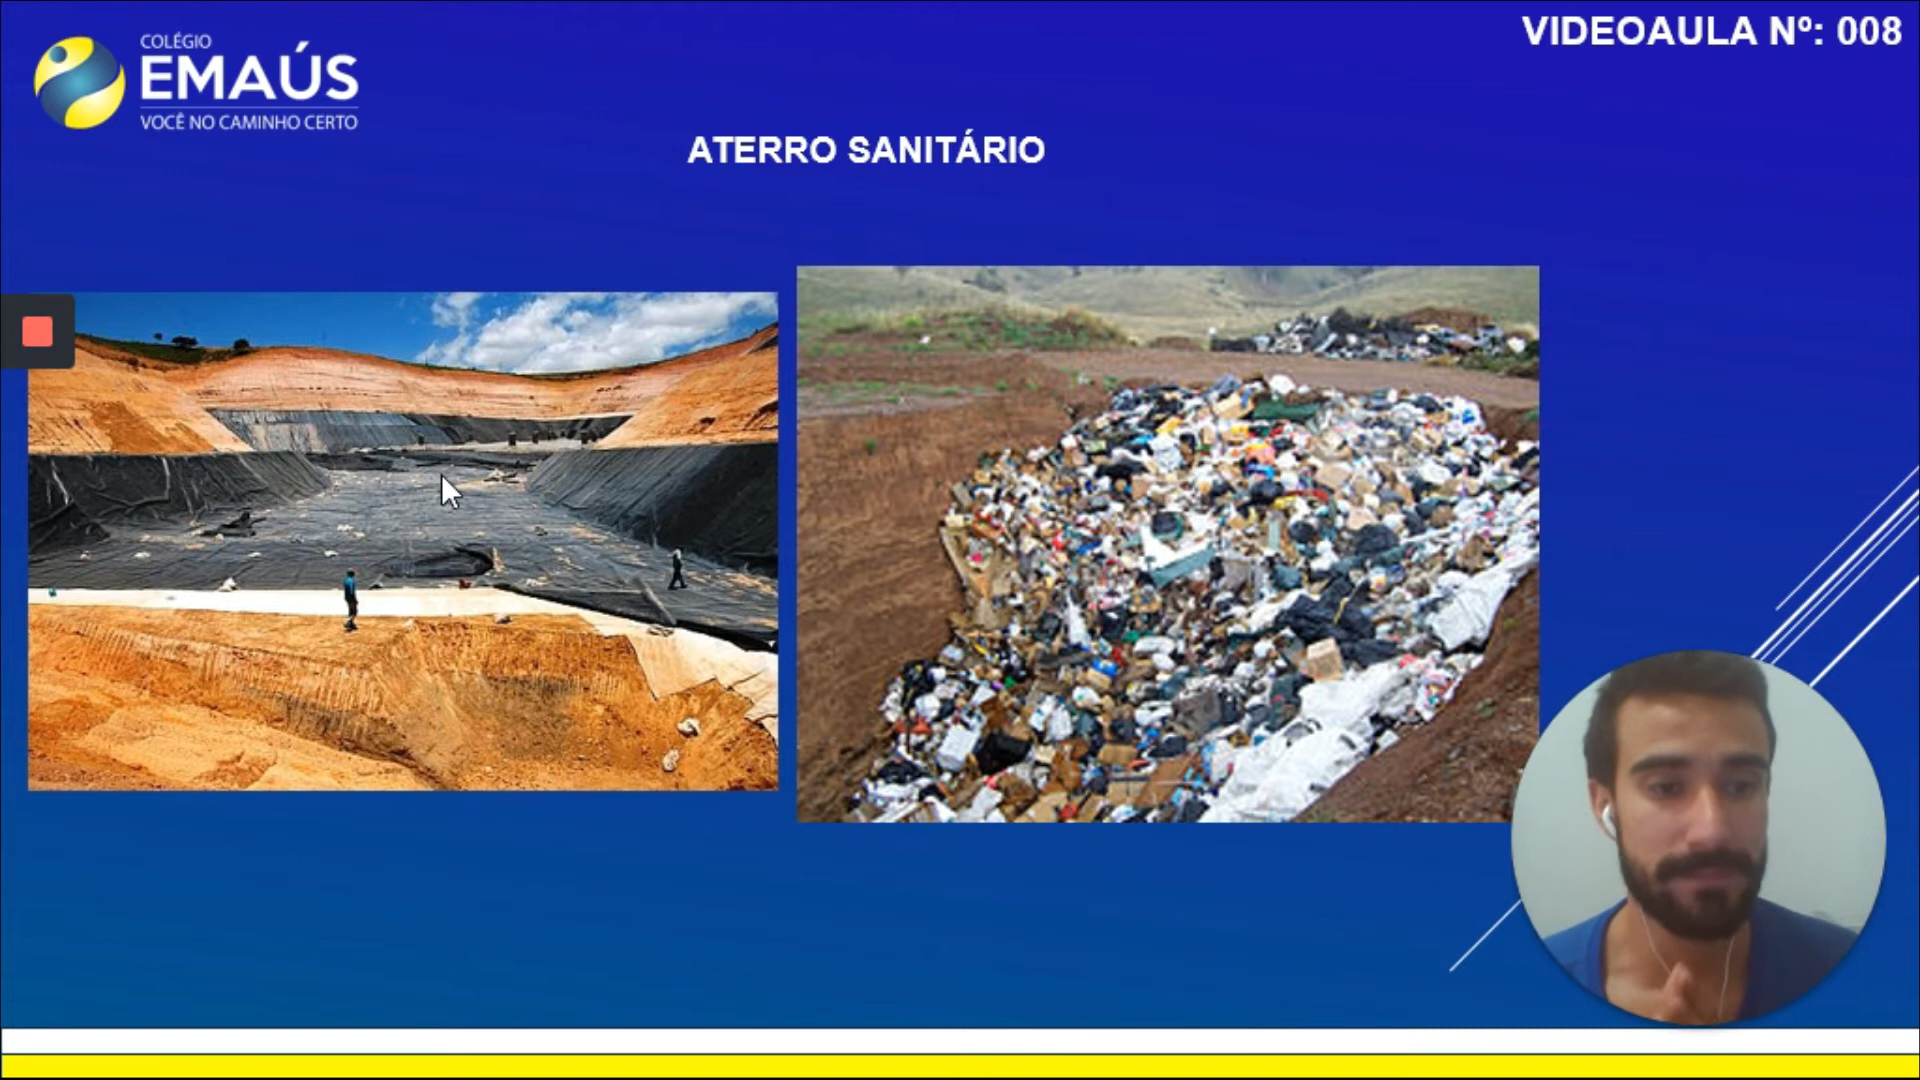 COLÉGIO
EMAÚS
VOCÊ NO CAMINHO CERTO
VIDEOAULA Nº: 008
ATERRO SANITÁRIO